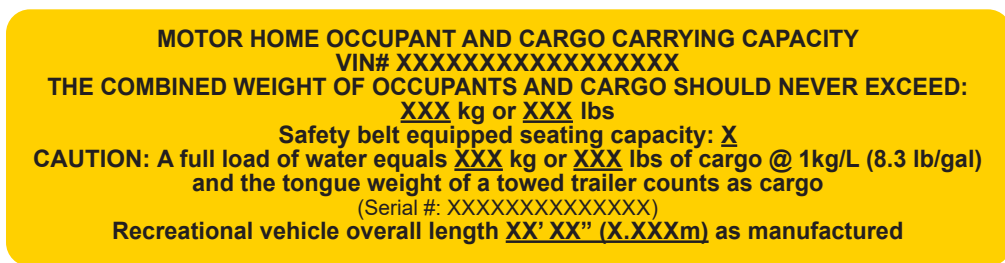 MOTOR HOME OCCUPANT AND CARGO CARRYING CAPACITY
VIN# XXXXXXXXXXXXXXXXX
THE COMBINED WEIGHT OF OCCUPANTS AND CARGO SHOULD NEVER EXCEED:
XXX kg or XXX lbs
Safety belt equipped seating capacity: X
CAUTION: A full load of water equals XXX kg or XXX lbs of cargo @ 1kg/L (8.3 lb/gal)
and the tongue weight of a towed trailer counts as cargo
(Serial #: XXXXXXXXXXXXXX)
Recreational vehicle overall length XX’ XX” (X.XXXm) as manufactured